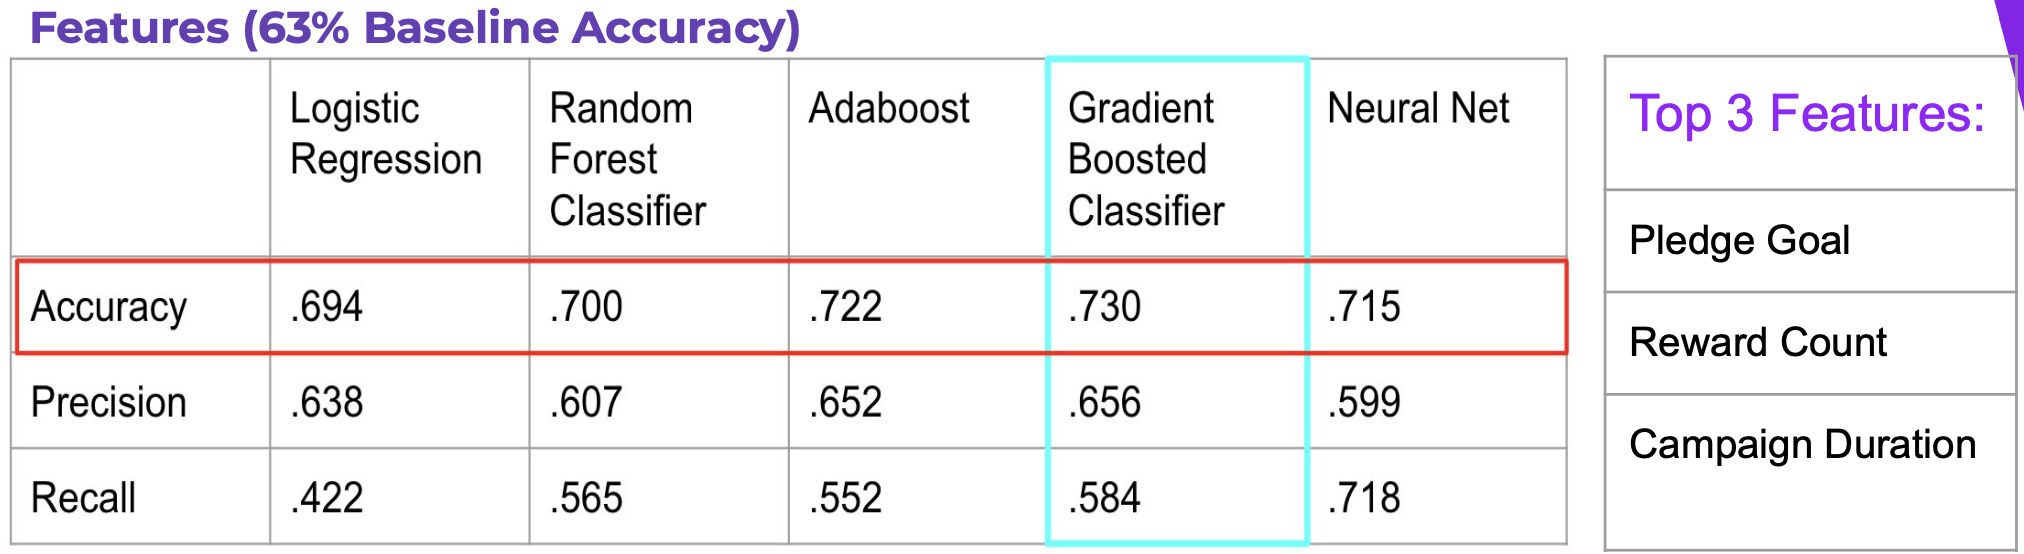 Features (63% Baseline Accuracy)
Logistic Regression
Random Forest Classifier
Adaboost
Gradient Boosted Classifier
Neural Net
Accuracy .694 .700 .722 .730 .715
Precision .638 .607 .652 .656 .599
Recall .422 .565 .552 .584 .718
Top 3 Features:
Pledge Goal
Reward Count
Campaign Duration